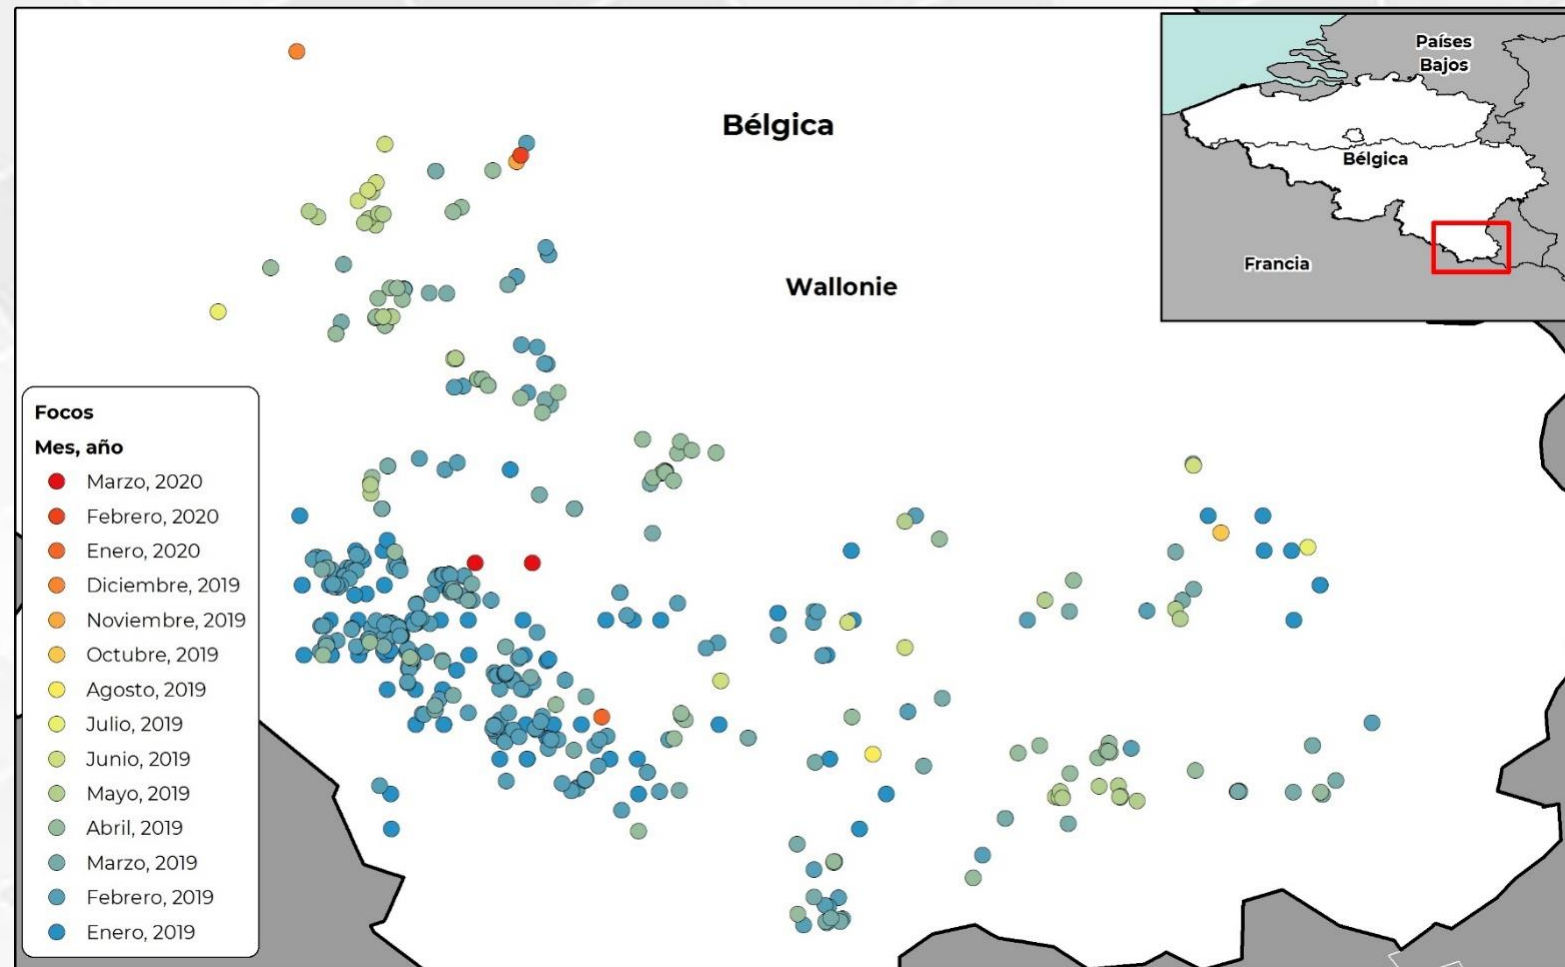 Bélgica
Wallonie
Países
Bajos
Bélgica
Francia
Focos
Mes, año
Marzo, 2020
Febrero, 2020
Enero, 2020
Diciembre, 2019
Noviembre, 2019
Octubre, 2019
Agosto, 2019
Julio, 2019
Junio, 2019
Mayo, 2019
Abril, 2019
Marzo, 2019
Febrero, 2019
Enero, 2019